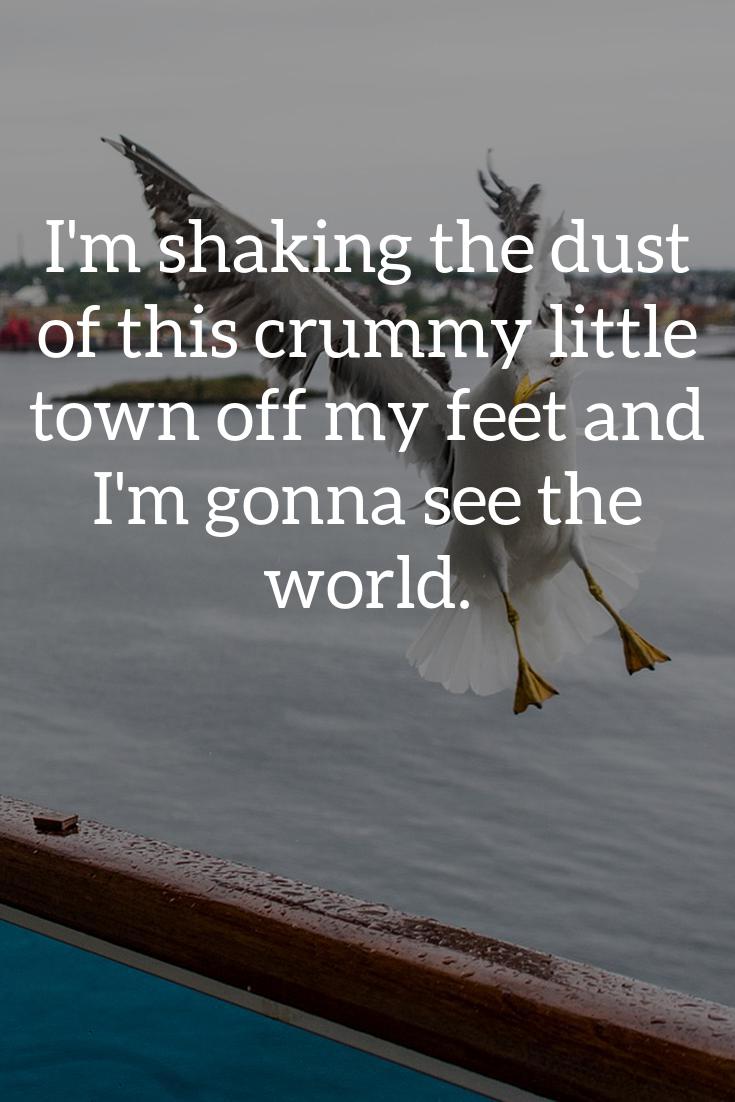 I'm shaking the dust
of this crummy little
town off my feet and
I'm gonna see the
world.